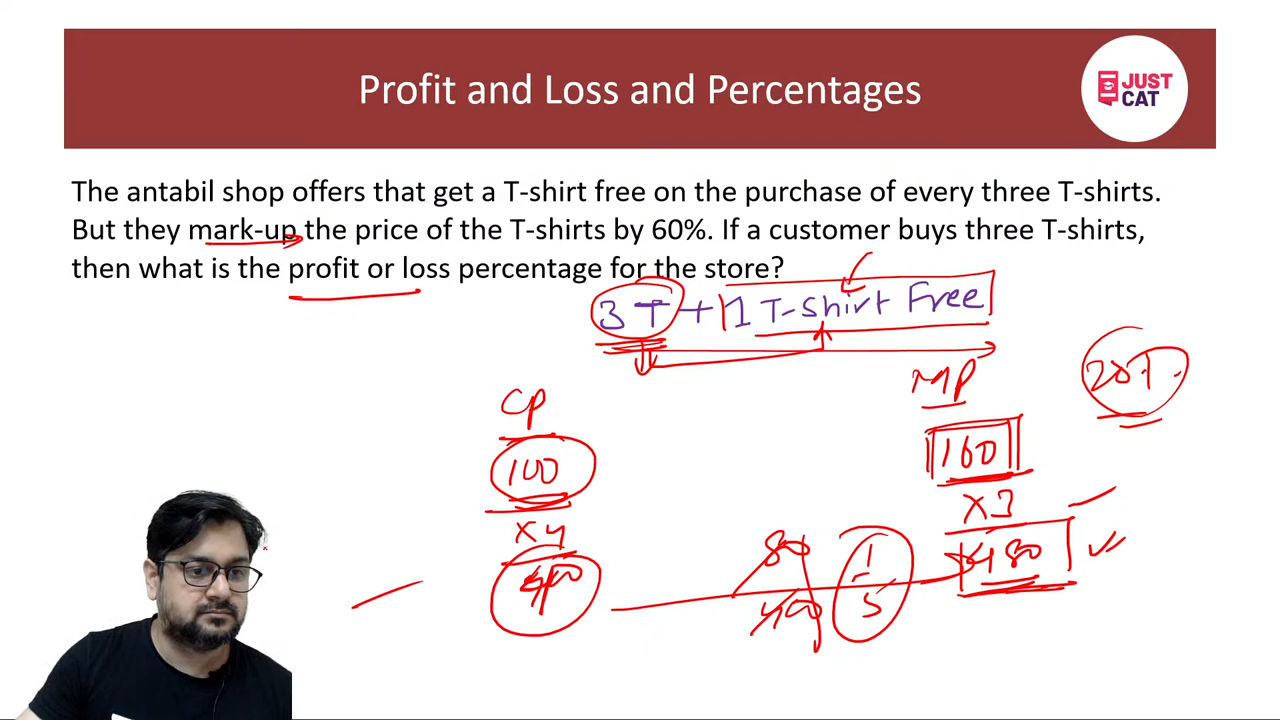 Profit and Loss and Percentages
JUST
CAT
The antabil shop offers that get a T-shirt free on the purchase of every three T-shirts.
But they mark-up the price of the T-shirts by 60%. If a customer buys three T-shirts,
then what is the profit or loss percentage for the store?
3 T + 1 T-shirt Free
CP
MP
20T
100
160
x 4
x 3
400
80
400
1
5
480